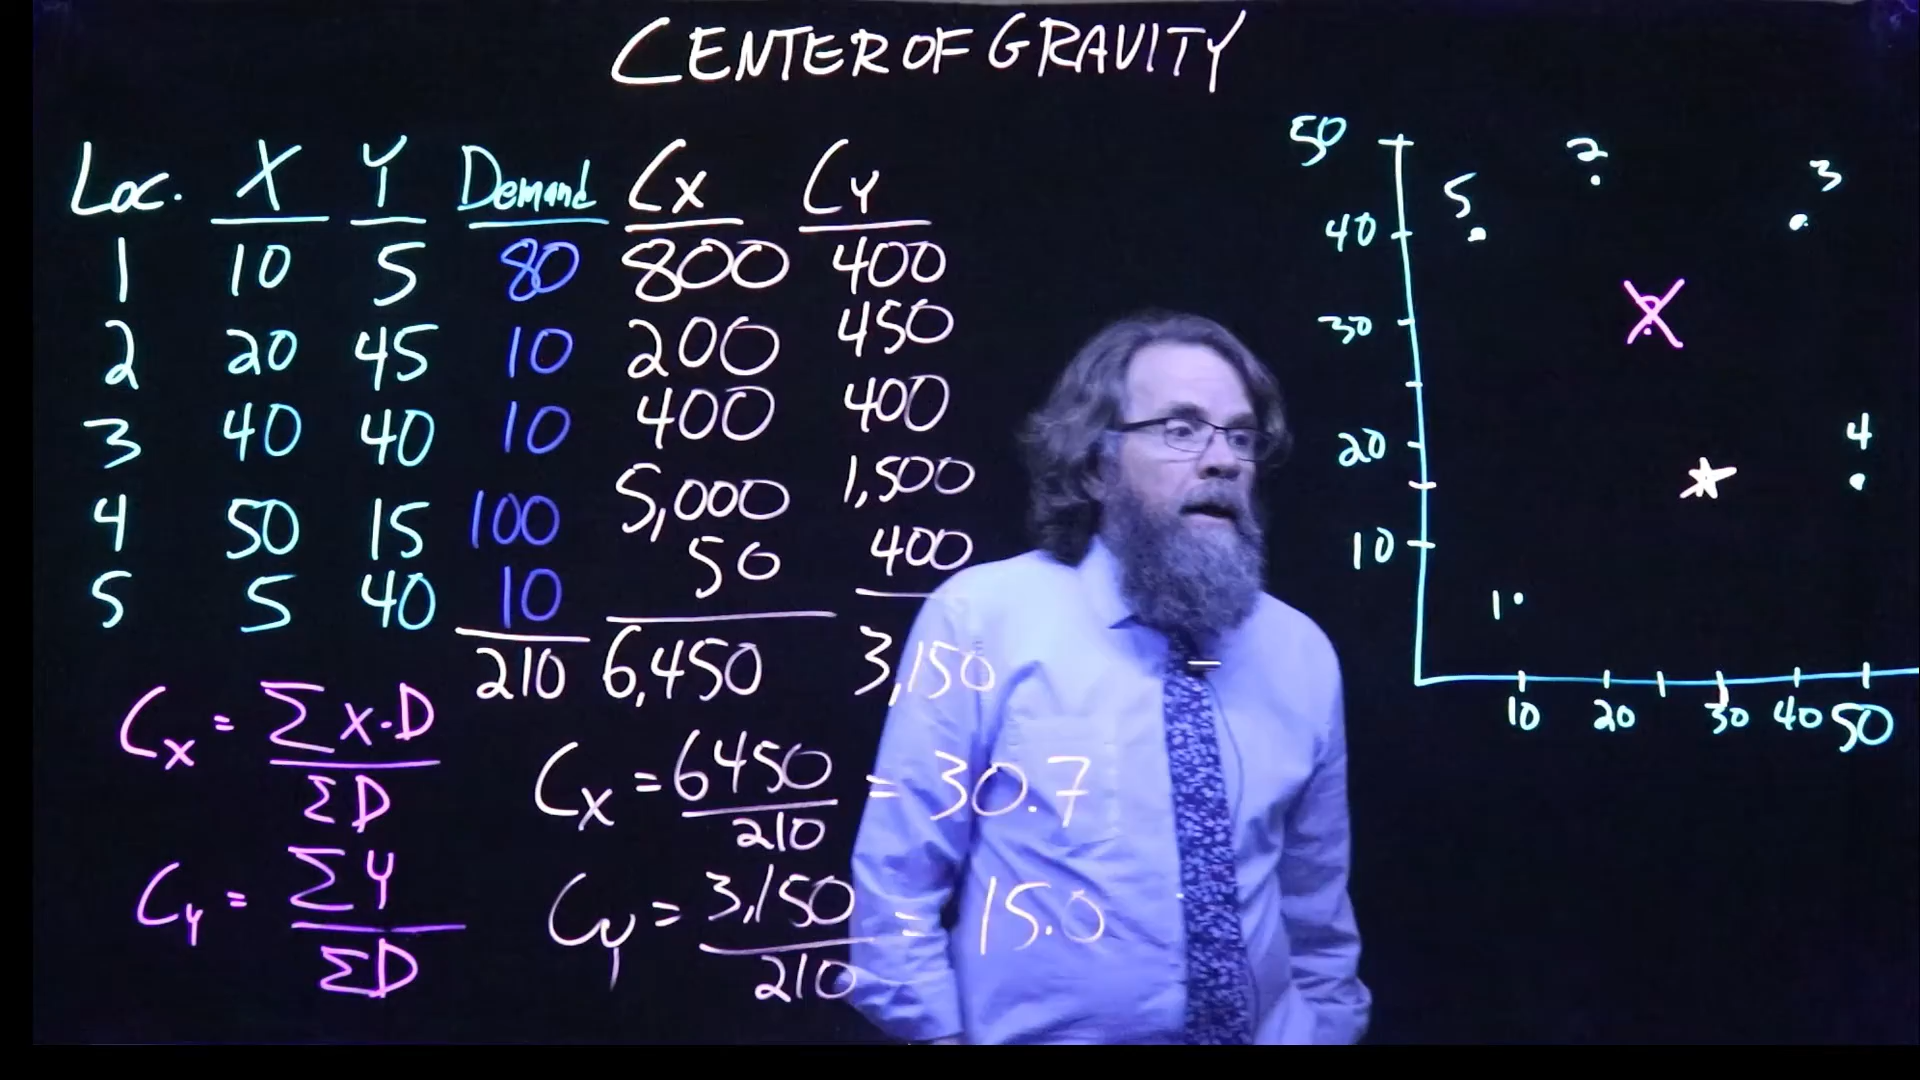 CENTER OF GRAVITY
Loc. X Y Demand Cx Cy
1 10 5 80 800 400
2 20 45 10 200 450
3 40 40 10 400 400
4 50 15 100 5,000 1,500
5 5 40 10 50 400
210 6,450 3,150
Cx = Σx·D
ΣD
Cx = 6450 = 30.7
210
Cy = ΣY
ΣD
Cy = 3,150 = 15.0
210
50
2
3
5
40
30
4
20
10
1
10 20 30 40 50